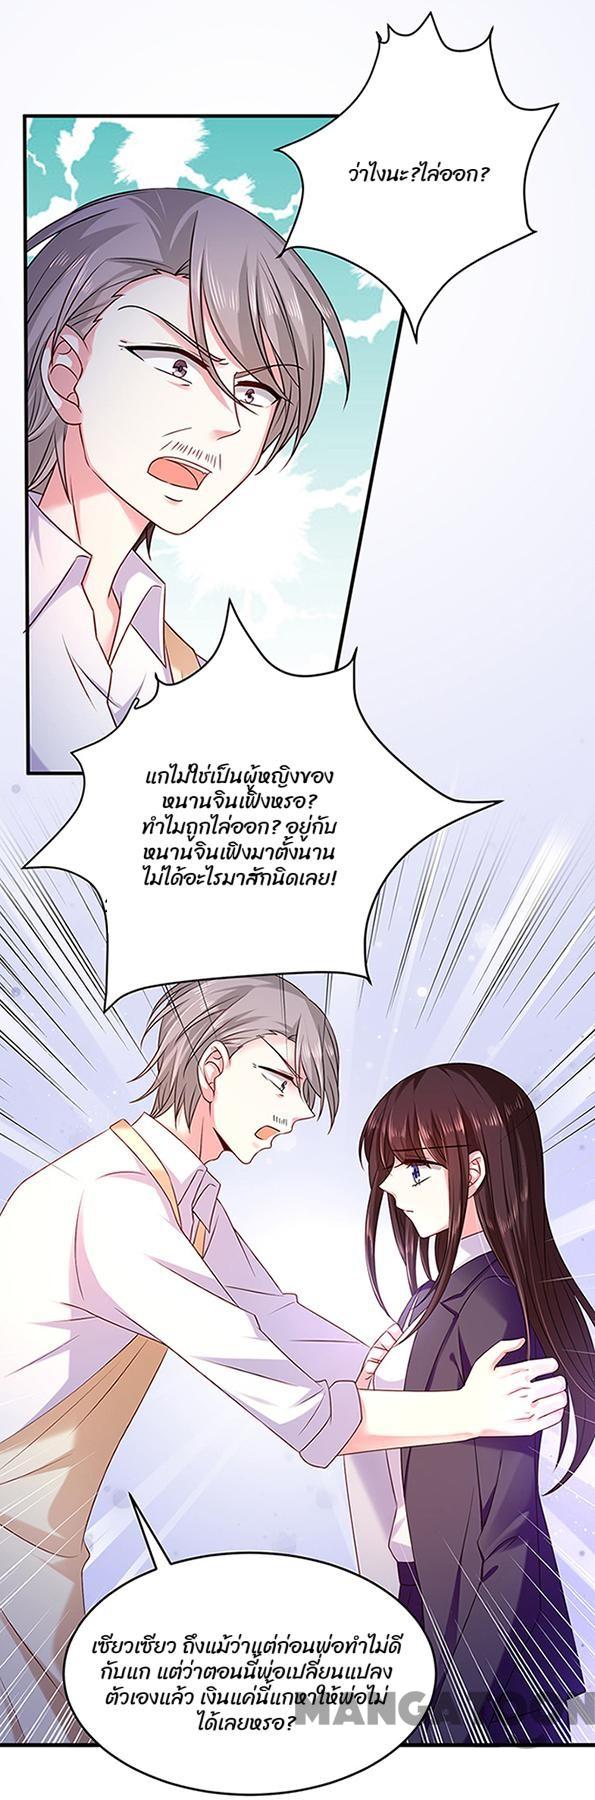 ว่าไงนะ?ไล่ออก?
แกไม่ใช่เป็นผู้หญิงของ
หนานจินเฟิงหรอ?
ทำไมถูกไล่ออก? อยู่กับ
หนานจินเฟิงมาตั้งนาน
ไม่ได้อะไรมาสักนิดเลย!
เซียวเซียว ถึงแม้ว่าแต่ก่อนพ่อทำไม่ดี
กับแก แต่ว่าตอนนี้พ่อเปลี่ยนแปลง
ตัวเองแล้ว เงินแค่นี้แกหาให้พ่อไม่
ได้เลยหรอ?
MANGATOON